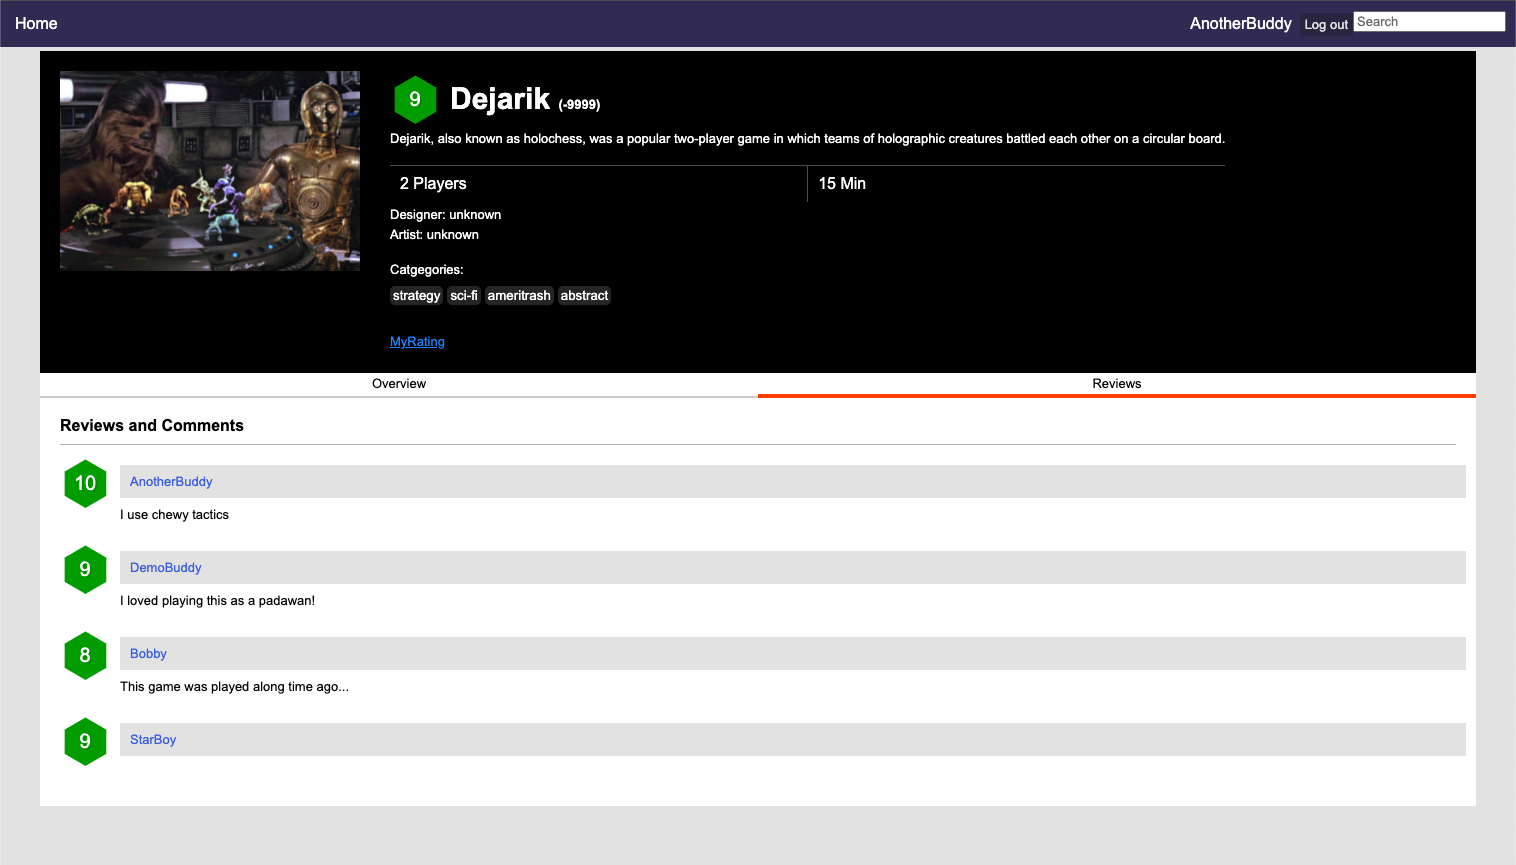 Home
AnotherBuddy Log out Search
9 Dejarik (-9999)
Dejarik, also known as holochess, was a popular two-player game in which teams of holographic creatures battled each other on a circular board.
2 Players 15 Min
Designer: unknown
Artist: unknown
Catgegories:
strategy sci-fi ameritrash abstract
MyRating
Overview Reviews
Reviews and Comments
10 AnotherBuddy
I use chewy tactics
9 DemoBuddy
I loved playing this as a padawan!
8 Bobby
This game was played along time ago...
9 StarBoy